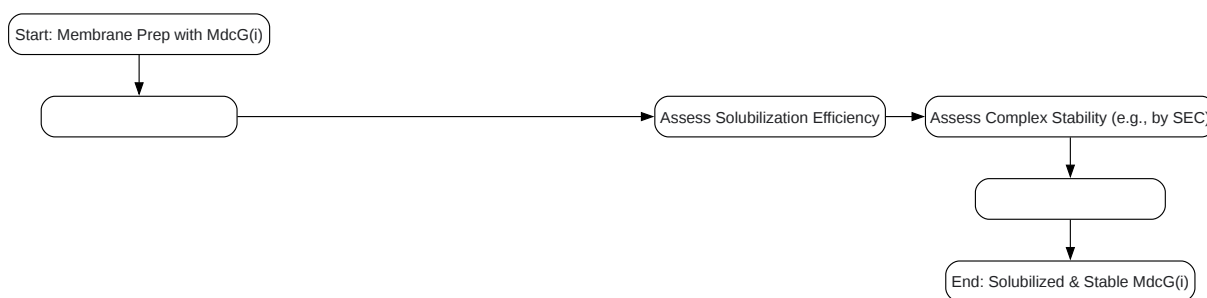 Start: Membrane Prep with MdcG(i)
Assess Solubilization Efficiency
Assess Complex Stability (e.g., by SEC)
End: Solubilized & Stable MdcG(i)